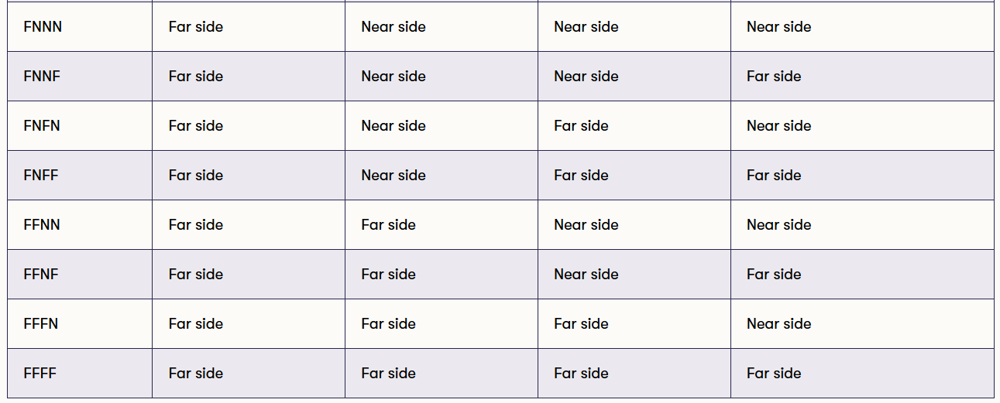 FNNN Far side Near side Near side Near side
FNNF Far side Near side Near side Far side
FNFN Far side Near side Far side Near side
FNFF Far side Near side Far side Far side
FFNN Far side Far side Near side Near side
FFNF Far side Far side Near side Far side
FFFN Far side Far side Far side Near side
FFFF Far side Far side Far side Far side